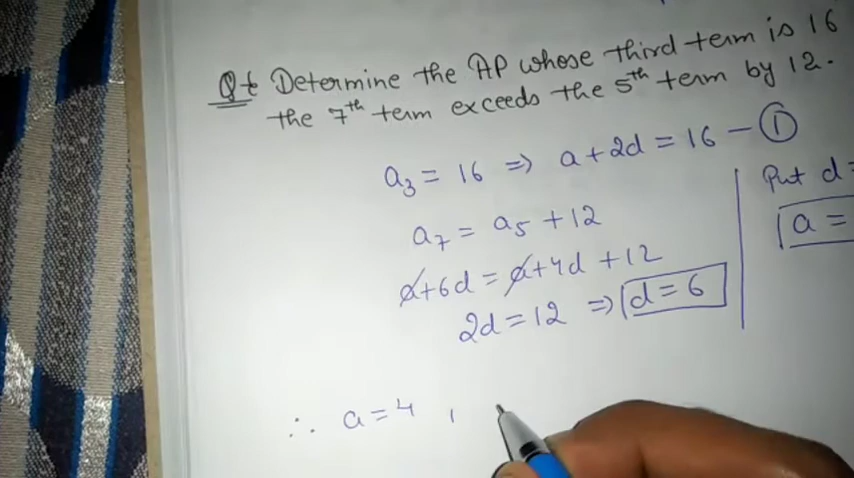 Q6 Determine the AP whose third term is 16
the 7th term exceeds the 5th term by 12.
a₃ = 16 ⇒ a+2d = 16 — ①
a₇ = a₅ +12
a+6d = a+4d +12
2d = 12 ⇒ d = 6
Put d =
a =
∴ a = 4 ,